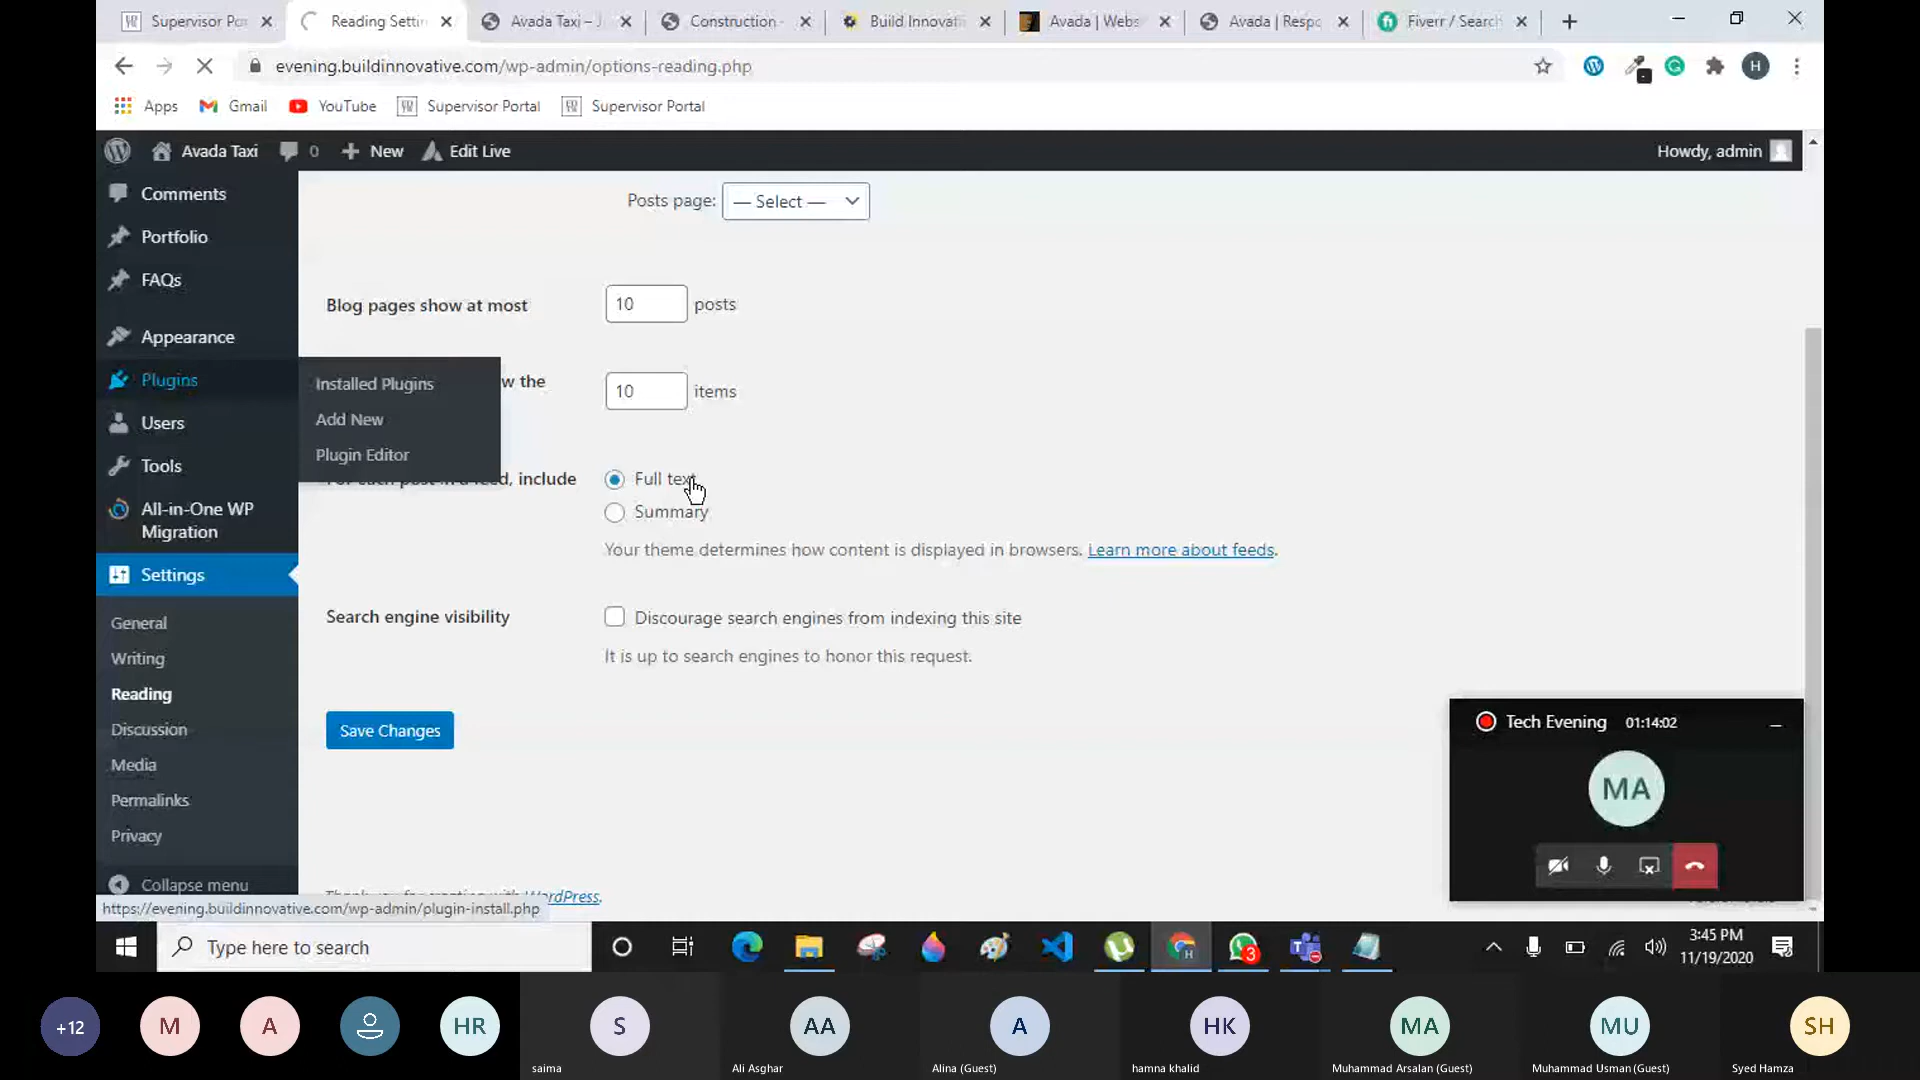 Supervisor Por
Reading Settin
Avada Taxi – J
Construction -
Build Innovati
Avada | Webs
Avada | Respo
Fiverr / Search
evening.buildinnovative.com/wp-admin/options-reading.php
H
Apps
Gmail
YouTube
Supervisor Portal
Supervisor Portal
Avada Taxi
0
New
Edit Live
Howdy, admin
Comments
Portfolio
FAQs
Appearance
Plugins
Users
Tools
All-in-One WP
Migration
Settings
General
Writing
Reading
Discussion
Media
Permalinks
Privacy
Collapse menu
Installed Plugins
Add New
Plugin Editor
Posts page: — Select —
Blog pages show at most 10 posts
w the
10 items
feed, include
Full text
Summary
Your theme determines how content is displayed in browsers. Learn more about feeds.
Search engine visibility
Discourage search engines from indexing this site
It is up to search engines to honor this request.
Save Changes
WordPress.
https://evening.buildinnovative.com/wp-admin/plugin-install.php
Tech Evening 01:14:02
MA
Type here to search
3
3:45 PM
11/19/2020
+12
M
A
HR
S
AA
A
HK
MA
MU
SH
saima
Ali Asghar
Alina (Guest)
hamna khalid
Muhammad Arsalan (Guest)
Muhammad Usman (Guest)
Syed Hamza